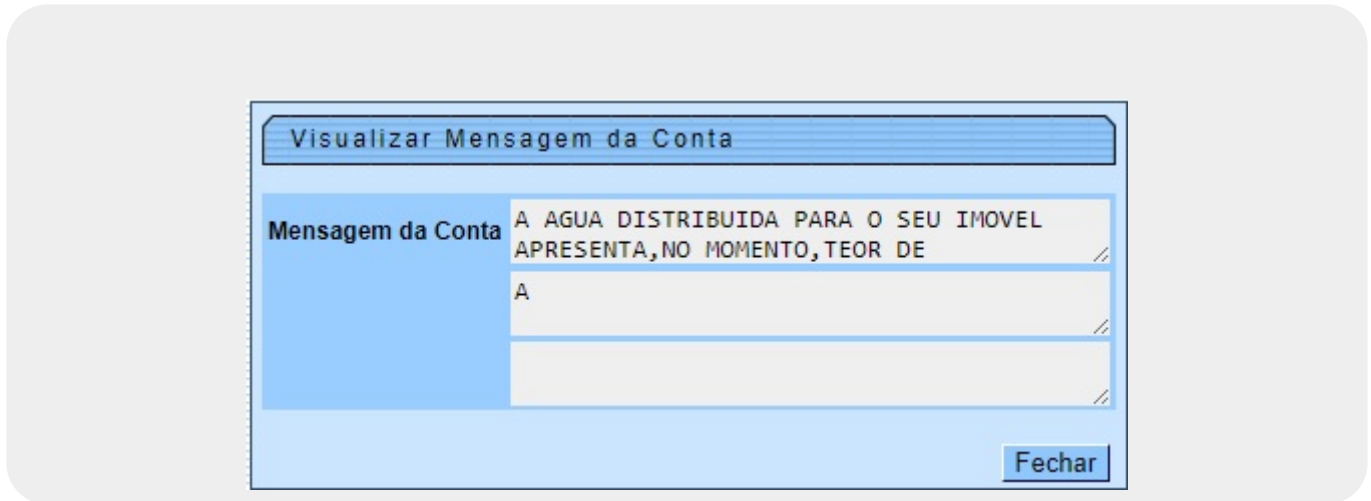 Visualizar Mensagem da Conta
Mensagem da Conta
A AGUA DISTRIBUIDA PARA O SEU IMOVEL
APRESENTA,NO MOMENTO,TEOR DE
A
Fechar